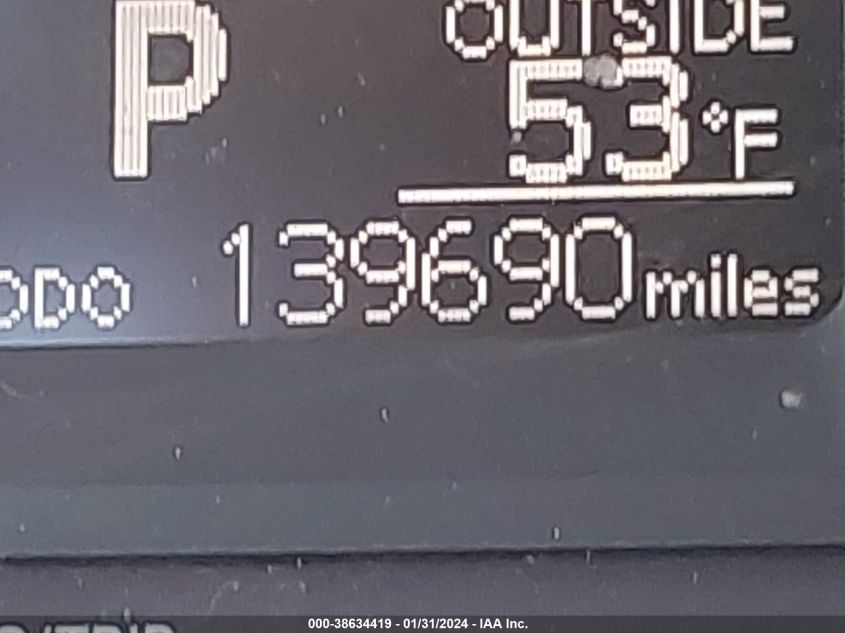 P
OUTSIDE
53°F
ODO 139690 miles
000-38634419 - 01/31/2024 - IAA Inc.